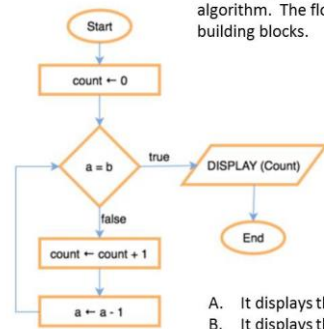 algorithm. The flo
building blocks.
Start
count ← 0
a = b
true
DISPLAY (Count)
false
End
count ← count + 1
a ← a - 1
A. It displays th
B. It displays th